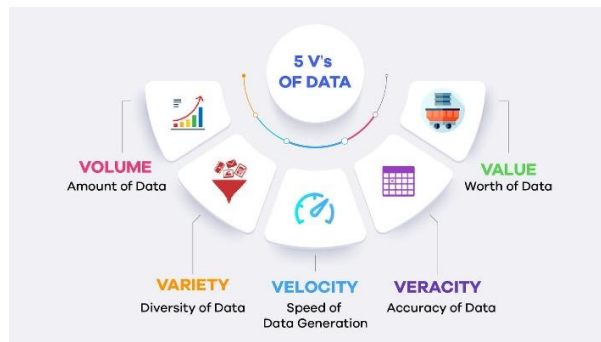 5 V's
OF DATA
VOLUME
Amount of Data
VARIETY
Diversity of Data
VELOCITY
Speed of
Data Generation
VERACITY
Accuracy of Data
VALUE
Worth of Data